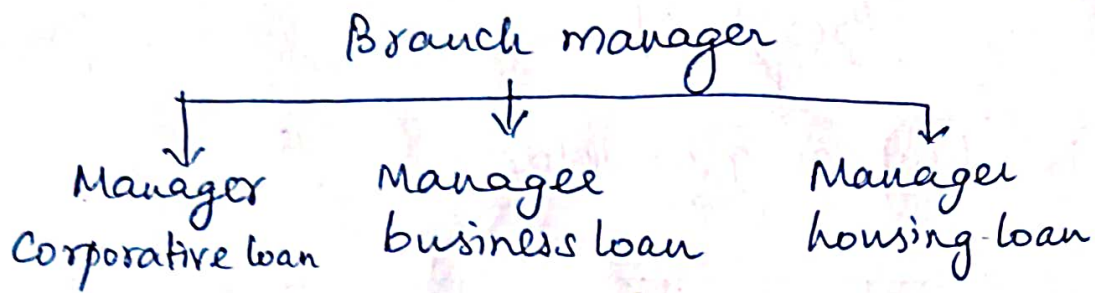 Branch manager
Manager
Corporative loan
Managee
business loan
Manager
housing loan